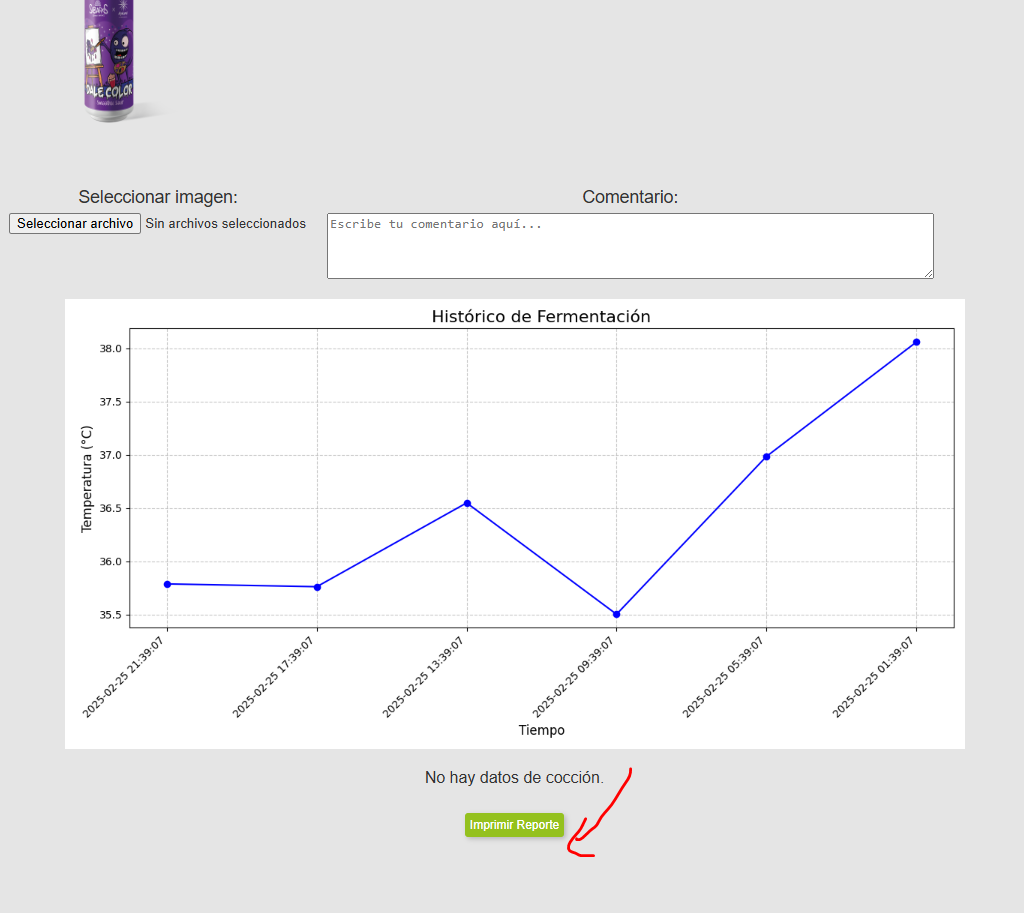 DALE COLOR
Seleccionar imagen:
Comentario:
Seleccionar archivo Sin archivos seleccionados
Escribe tu comentario aquí...
Histórico de Fermentación
38.0
37.5
37.0
36.5
36.0
35.5
Temperatura (°C)
2025-02-25 21:39:07
2025-02-25 17:39:07
2025-02-25 13:39:07
2025-02-25 09:39:07
2025-02-25 05:39:07
2025-02-25 01:39:07
Tiempo
No hay datos de cocción.
Imprimir Reporte